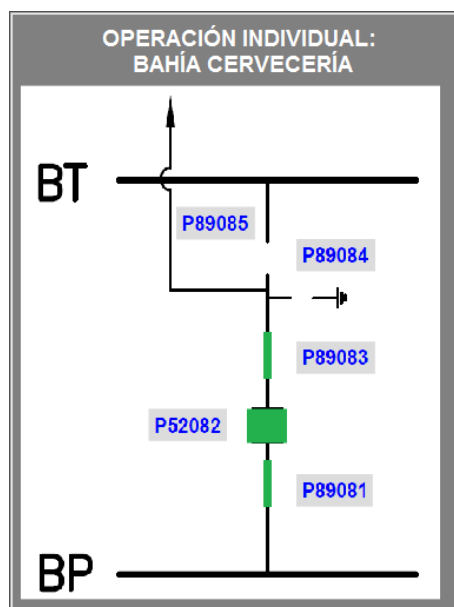 OPERACIÓN INDIVIDUAL:
BAHÍA CERVECERÍA
BT
P89085
P89084
P89083
P52082
P89081
BP